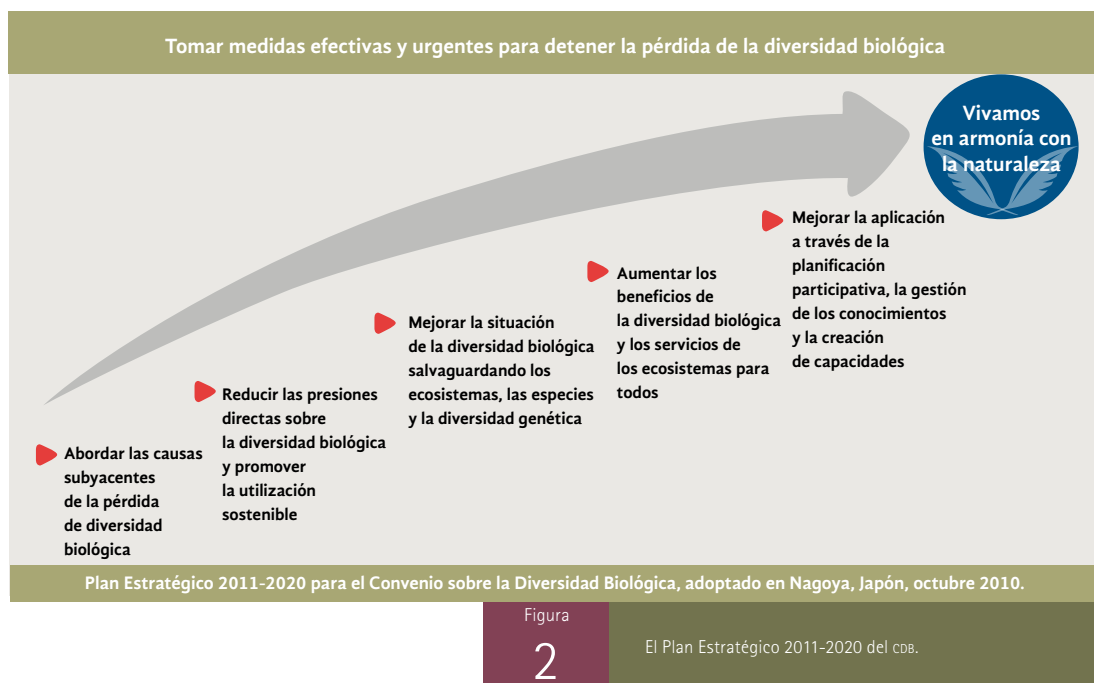 Tomar medidas efectivas y urgentes para detener la pérdida de la diversidad biológica
Vivamos
en armonía con
la naturaleza
Abordar las causas
subyacentes
de la pérdida
de diversidad
biológica
Reducir las presiones
directas sobre
la diversidad biológica
y promover
la utilización
sostenible
Mejorar la situación
de la diversidad biológica
salvaguardando los
ecosistemas, las especies
y la diversidad genética
Aumentar los
beneficios de
la diversidad biológica
y los servicios de
los ecosistemas para
todos
Mejorar la aplicación
a través de la
planificación
participativa, la gestión
de los conocimientos
y la creación
de capacidades
Plan Estratégico 2011-2020 para el Convenio sobre la Diversidad Biológica, adoptado en Nagoya, Japón, octubre 2010.
Figura
2
El Plan Estratégico 2011-2020 del CDB.